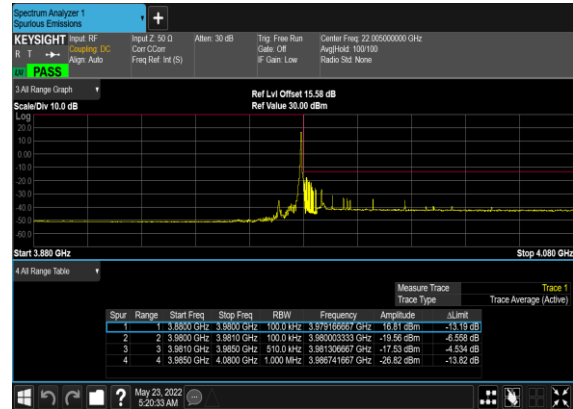 Spectrum Analyzer 1
Spurious Emissions
+
KEYSIGHT Input: RF Input Z: 50 Ω Atten: 30 dB Trig: Free Run Center Freq: 22.005000000 GHz
R T Coupling: DC Corr CCorr Gate: Off Avg|Hold: 100/100
Align: Auto Freq Ref: Int (S) IF Gain: Low Radio Std: None
PASS
3 All Range Graph
Ref Lvl Offset 15.58 dB
Scale/Div 10.0 dB Ref Value 30.00 dBm
Log
20.0
10.0
0.00
-10.0
-20.0
-30.0
-40.0
-50.0
-60.0
Start 3.880 GHz Stop 4.080 GHz
4 All Range Table
Measure Trace Trace 1
Trace Type Trace Average (Active)
Spur Range Start Freq Stop Freq RBW Frequency Amplitude ΔLimit
1 1 3.8800 GHz 3.9800 GHz 100.0 kHz 3.979166667 GHz 16.81 dBm -13.19 dB
2 2 3.9800 GHz 3.9810 GHz 100.0 kHz 3.980003333 GHz -19.56 dBm -6.558 dB
3 3 3.9810 GHz 3.9850 GHz 510.0 kHz 3.981306667 GHz -17.53 dBm -4.534 dB
4 4 3.9850 GHz 4.0800 GHz 1.000 MHz 3.986741667 GHz -26.82 dBm -13.82 dB
? May 23, 2022
5:20:33 AM